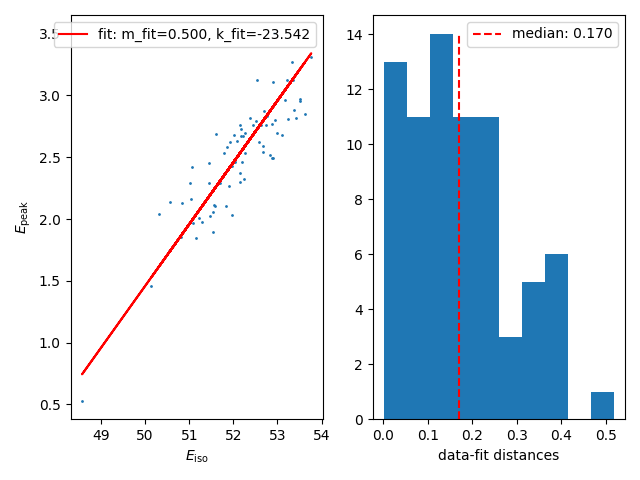 fit: m_fit=0.500, k_fit=-23.542
3.5
3.0
2.5
2.0
1.5
1.0
0.5
E_peak
49 50 51 52 53 54
E_iso
median: 0.170
14
12
10
8
6
4
2
0
0.0 0.1 0.2 0.3 0.4 0.5
data-fit distances